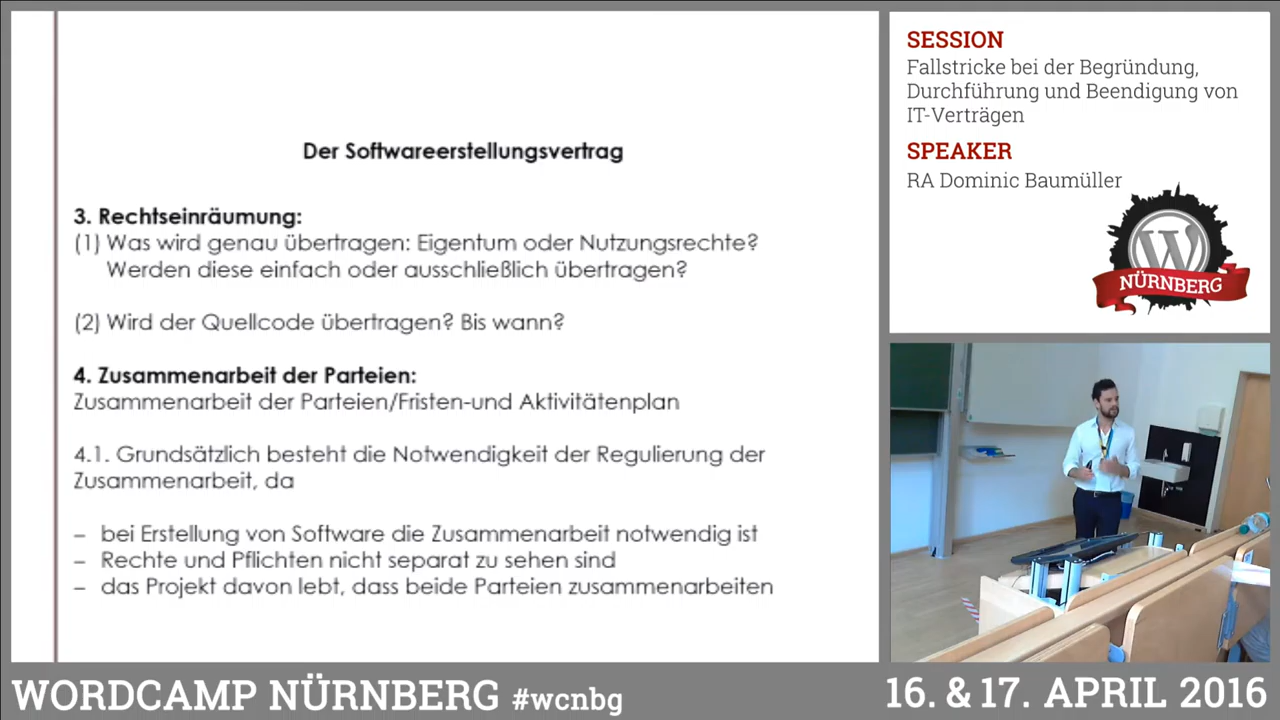 Der Softwareerstellungsvertrag
3. Rechtseinräumung:
(1) Was wird genau übertragen: Eigentum oder Nutzungsrechte?
Werden diese einfach oder ausschließlich übertragen?
(2) Wird der Quellcode übertragen? Bis wann?
4. Zusammenarbeit der Parteien:
Zusammenarbeit der Parteien/Fristen-und Aktivitätenplan
4.1. Grundsätzlich besteht die Notwendigkeit der Regulierung der
Zusammenarbeit, da
– bei Erstellung von Software die Zusammenarbeit notwendig ist
– Rechte und Pflichten nicht separat zu sehen sind
– das Projekt davon lebt, dass beide Parteien zusammenarbeiten
SESSION
Fallstricke bei der Begründung,
Durchführung und Beendigung von
IT-Verträgen
SPEAKER
RA Dominic Baumüller
W
NÜRNBERG
WORDCAMP NÜRNBERG #wcnbg
16. & 17. APRIL 2016